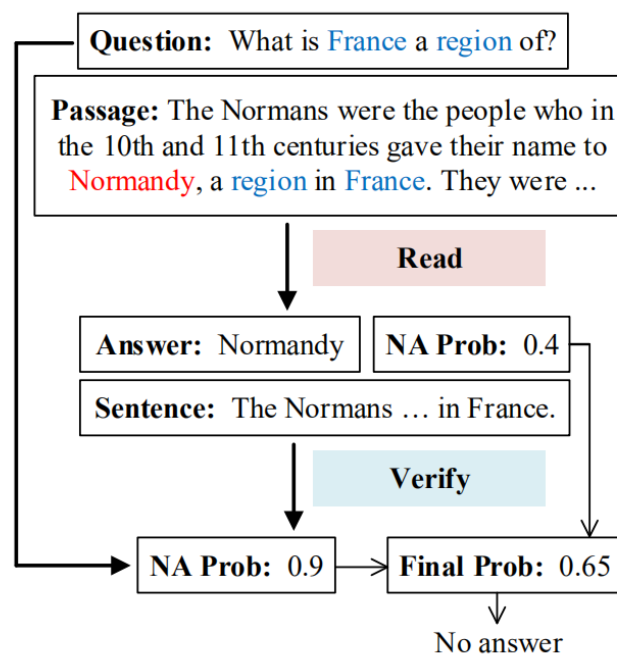 Question: What is France a region of?
Passage: The Normans were the people who in
the 10th and 11th centuries gave their name to
Normandy, a region in France. They were ...
Read
Answer: Normandy
NA Prob: 0.4
Sentence: The Normans … in France.
Verify
NA Prob: 0.9
Final Prob: 0.65
No answer